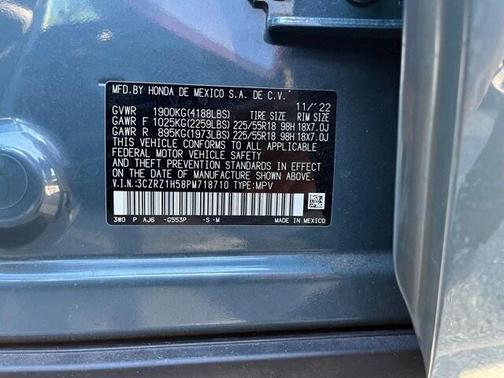 MFD.BY HONDA DE MEXICO S.A. DE C.V. 11/'22
GVWR 1900KG(4188LBS) TIRE SIZE RIM SIZE
GAWR F 1025KG(2259LBS) 225/55R18 98H 18X7.0J
GAWR R 895KG(1973LBS) 225/55R18 98H 18X7.0J
THIS VEHICLE CONFORMS TO ALL APPLICABLE
FEDERAL MOTOR VEHICLE SAFETY AND
THEFT PREVENTION STANDARDS IN EFFECT
ON THE DATE OF MANUFACTURE SHOWN ABOVE.
V.I.N.:3CZRZ1H58PM718710 TYPE:MPV
3W0 P AJ6 -G553P -S -M MADE IN MEXICO